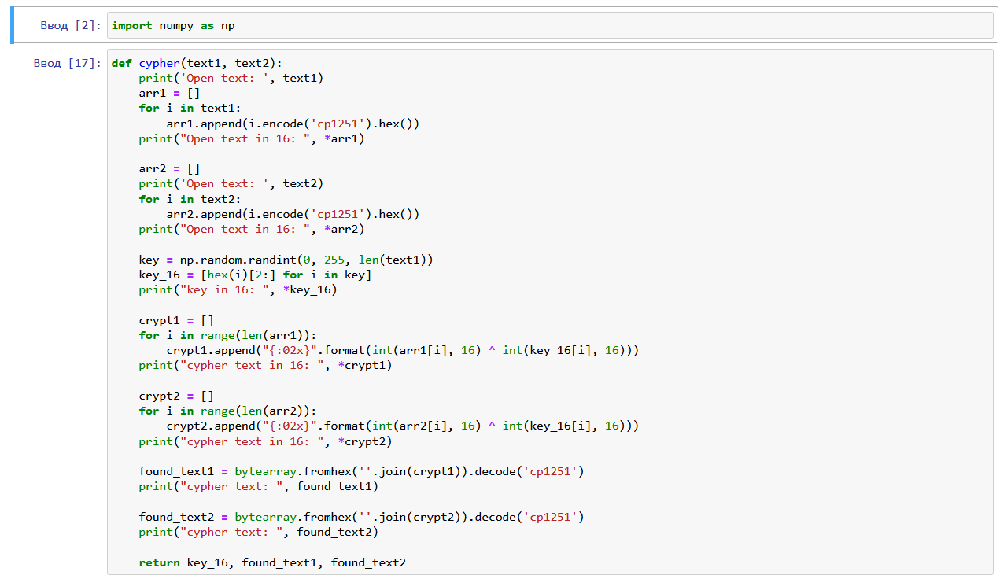 Ввод [2]: import numpy as np
Ввод [17]: def cypher(text1, text2):
    print('Open text: ', text1)
    arr1 = []
    for i in text1:
        arr1.append(i.encode('cp1251').hex())
    print("Open text in 16: ", *arr1)

    arr2 = []
    print('Open text: ', text2)
    for i in text2:
        arr2.append(i.encode('cp1251').hex())
    print("Open text in 16: ", *arr2)

    key = np.random.randint(0, 255, len(text1))
    key_16 = [hex(i)[2:] for i in key]
    print("key in 16: ", *key_16)

    crypt1 = []
    for i in range(len(arr1)):
        crypt1.append("{:02x}".format(int(arr1[i], 16) ^ int(key_16[i], 16)))
    print("cypher text in 16: ", *crypt1)

    crypt2 = []
    for i in range(len(arr2)):
        crypt2.append("{:02x}".format(int(arr2[i], 16) ^ int(key_16[i], 16)))
    print("cypher text in 16: ", *crypt2)

    found_text1 = bytearray.fromhex(''.join(crypt1)).decode('cp1251')
    print("cypher text: ", found_text1)

    found_text2 = bytearray.fromhex(''.join(crypt2)).decode('cp1251')
    print("cypher text: ", found_text2)

    return key_16, found_text1, found_text2